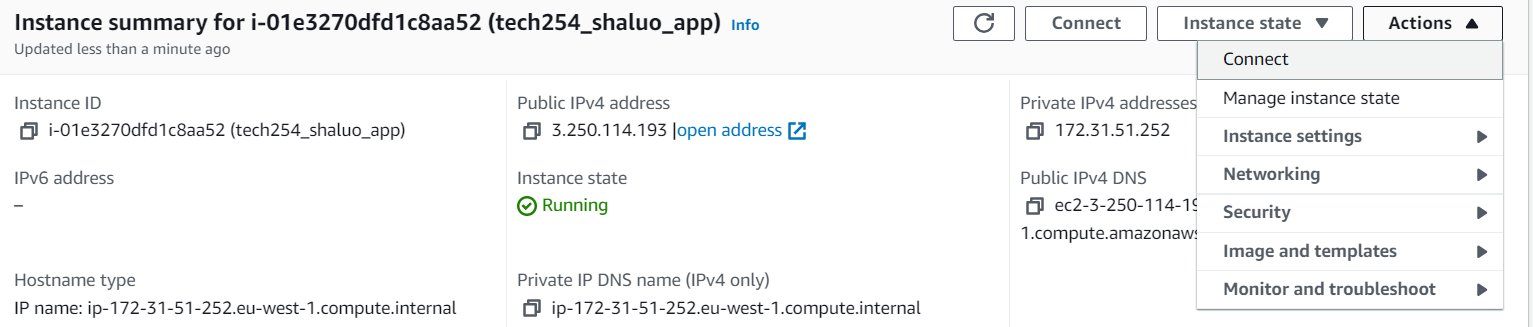 Instance summary for i-01e3270dfd1c8aa52 (tech254_shaluo_app) Info
Updated less than a minute ago
Connect
Instance state
Actions
Connect
Manage instance state
Instance settings
Networking
Security
Image and templates
Monitor and troubleshoot
Instance ID
i-01e3270dfd1c8aa52 (tech254_shaluo_app)
Public IPv4 address
3.250.114.193 |open address
Private IPv4 addresses
172.31.51.252
IPv6 address
–
Instance state
Running
Public IPv4 DNS
ec2-3-250-114-19
1.compute.amazonaws
Hostname type
IP name: ip-172-31-51-252.eu-west-1.compute.internal
Private IP DNS name (IPv4 only)
ip-172-31-51-252.eu-west-1.compute.internal